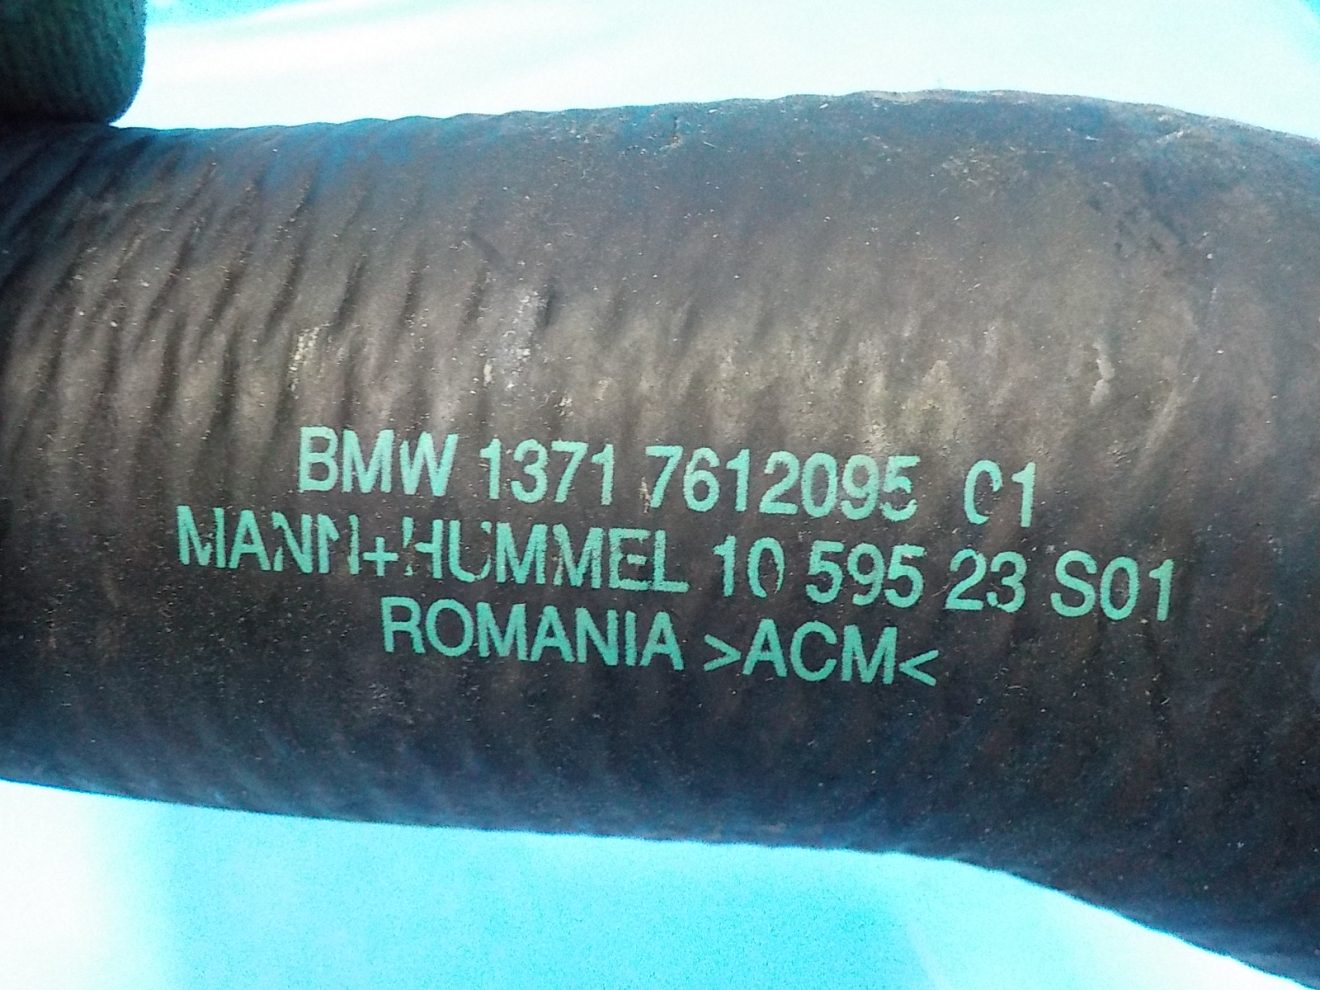 BMW 1371 7612095 01
MANN+HUMMEL 10 595 23 S01
ROMANIA >ACM<